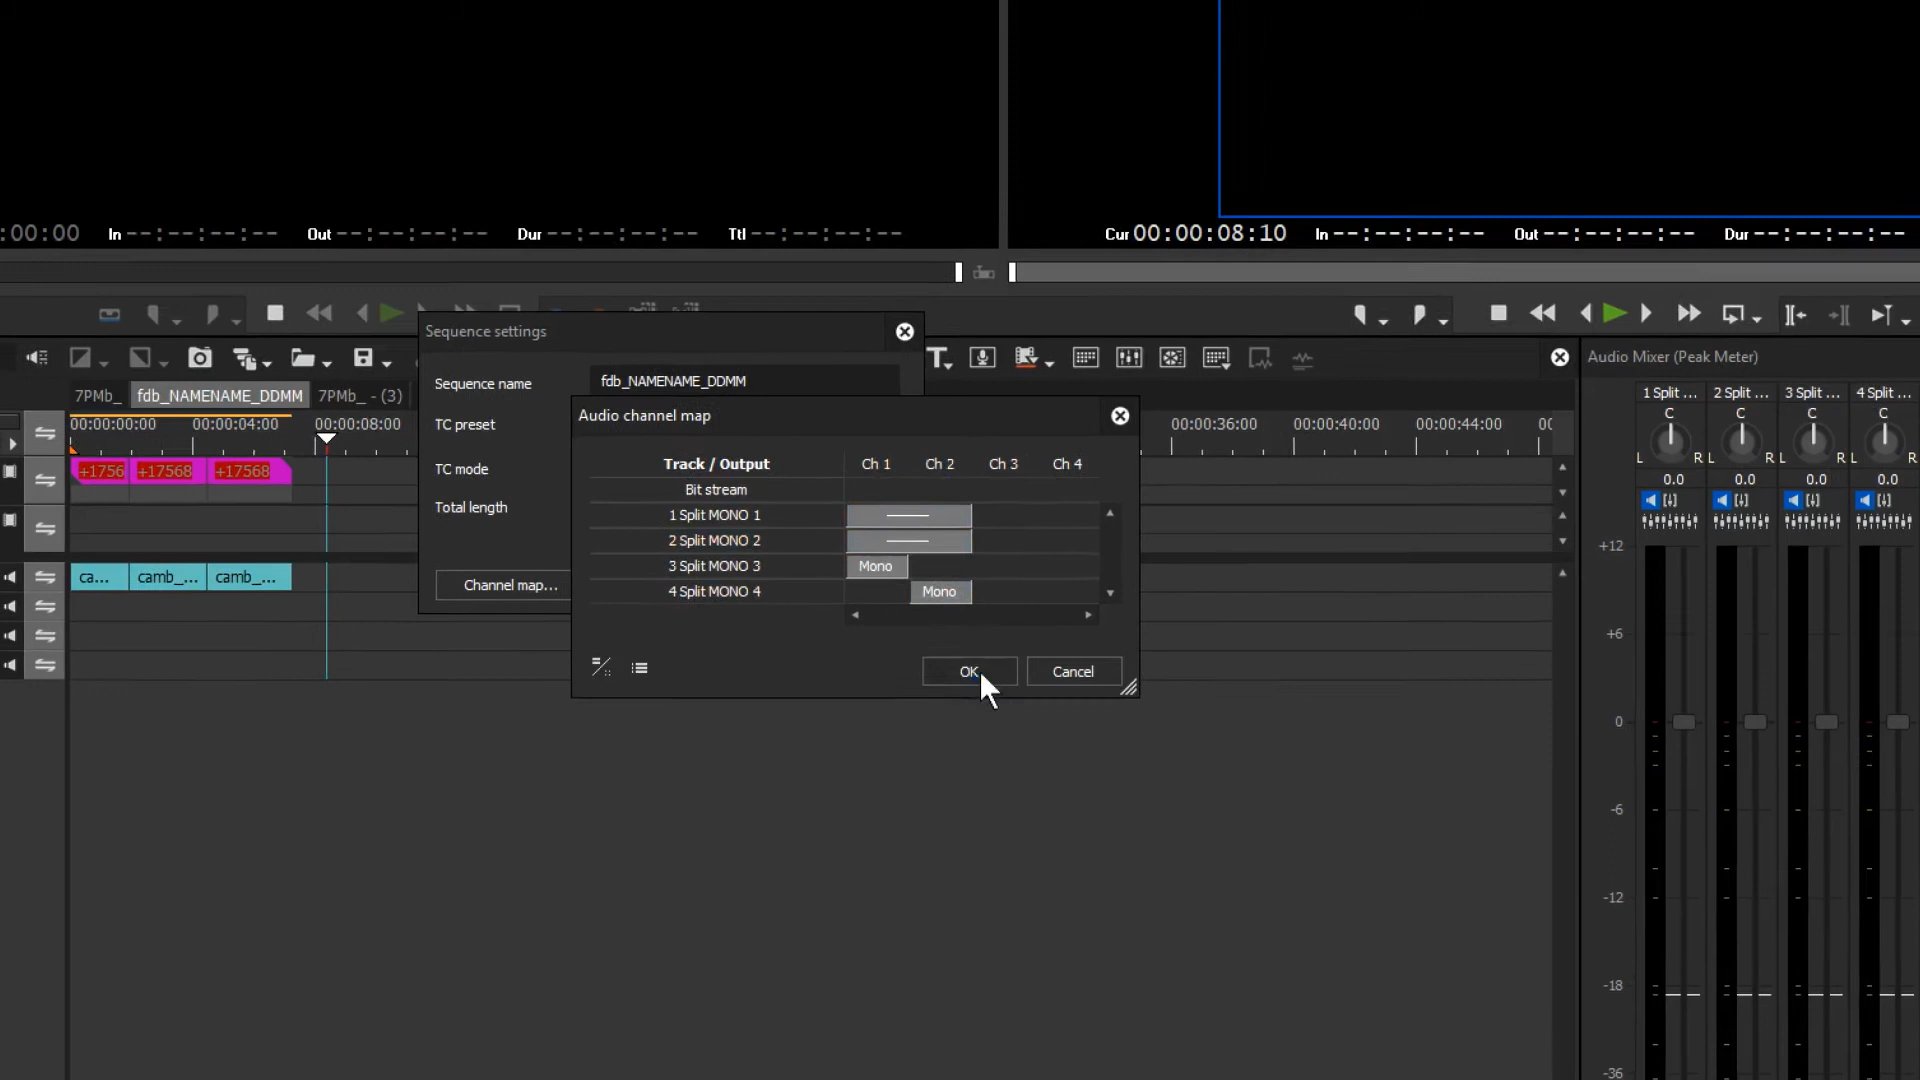 :00:00 In --:--:--:-- Out --:--:--:-- Dur --:--:--:-- Ttl --:--:--:--
Cur 00:00:08:10 In --:--:--:-- Out --:--:--:-- Dur --:--:--:--
Sequence settings
Sequence name fdb_NAMENAME_DDMM
TC preset
TC mode
Total length
Channel map...
Audio channel map
Track / Output Ch 1 Ch 2 Ch 3 Ch 4
Bit stream
1 Split MONO 1
2 Split MONO 2
3 Split MONO 3 Mono
4 Split MONO 4 Mono
OK Cancel
7PMb_ fdb_NAMENAME_DDMM 7PMb_ - (3)
00:00:00:00 00:00:04:00 00:00:08:00 00:00:36:00 00:00:40:00 00:00:44:00 00
+1756 +17568 +17568
ca... camb_... camb_...
Audio Mixer (Peak Meter)
1 Split ... 2 Split ... 3 Split ... 4 Split ...
C C C C
L R L R L R L R
0.0 0.0 0.0 0.0
+12
+6
0
-6
-12
-18
-36